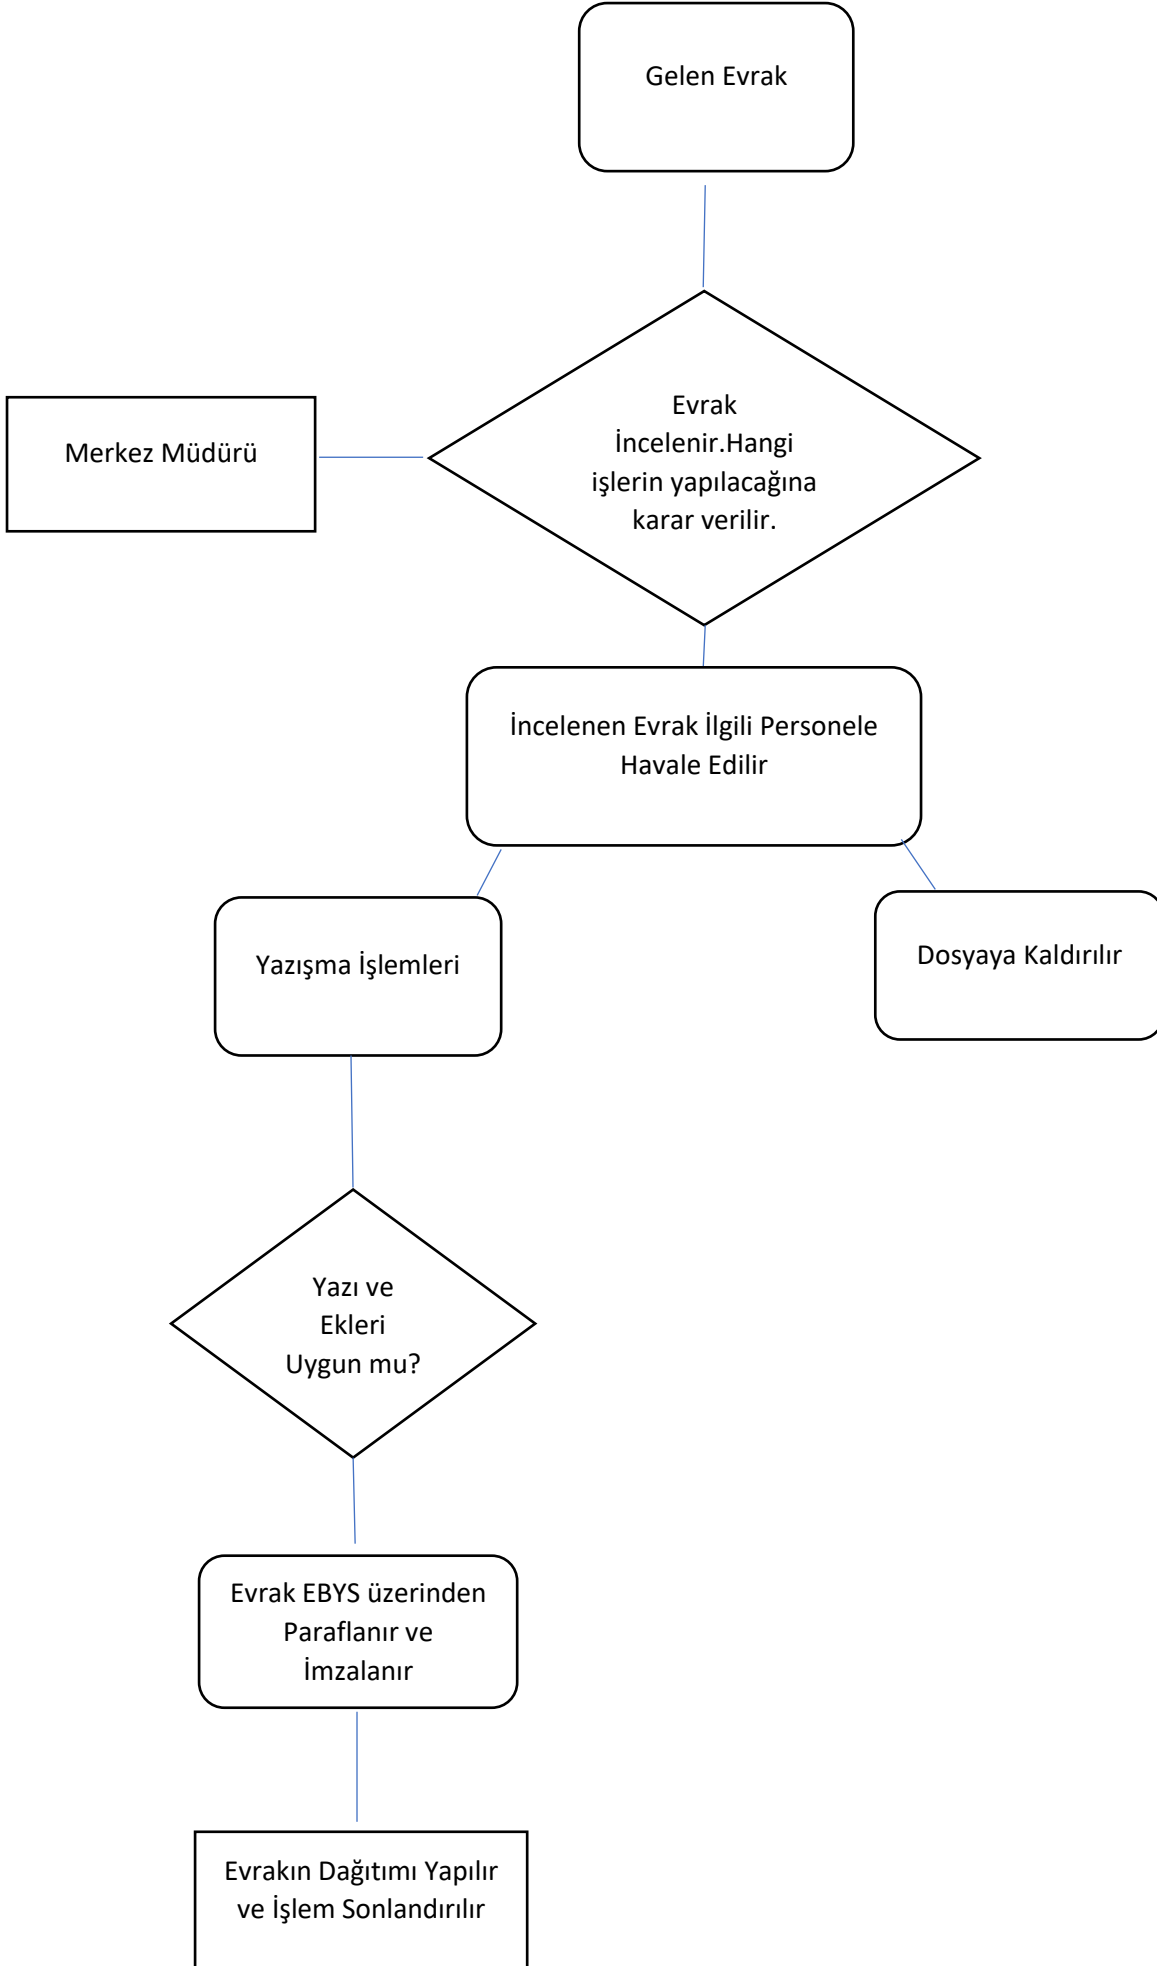 Gelen Evrak
Evrak
İncelenir.Hangi
işlerin yapılacağına
karar verilir.
Merkez Müdürü
İncelenen Evrak İlgili Personele
Havale Edilir
Yazışma İşlemleri
Dosyaya Kaldırılır
Yazı ve
Ekleri
Uygun mu?
Evrak EBYS üzerinden
Paraflanır ve
İmzalanır
Evrakın Dağıtımı Yapılır
ve İşlem Sonlandırılır